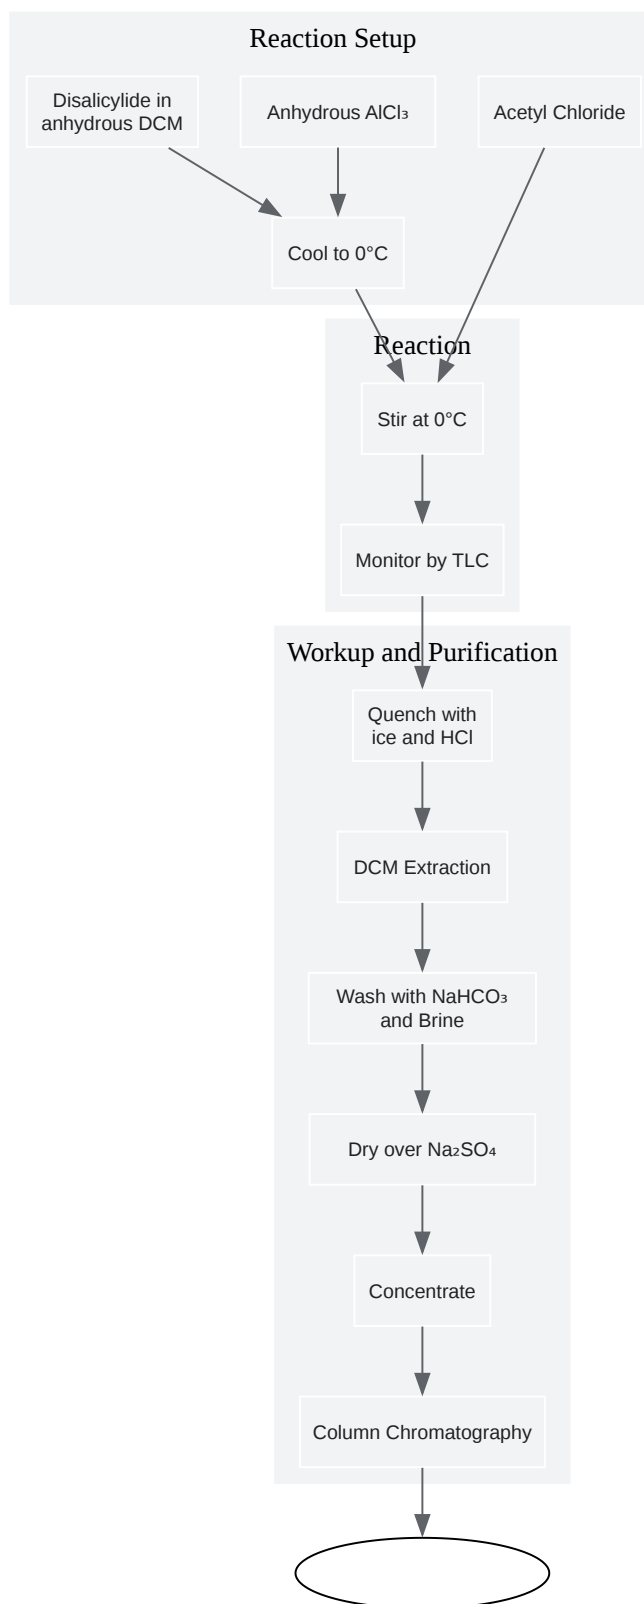 Reaction Setup
Disalicylide in
anhydrous DCM
Anhydrous AlCl₃
Acetyl Chloride
Cool to 0°C
Reaction
Stir at 0°C
Monitor by TLC
Workup and Purification
Quench with
ice and HCl
DCM Extraction
Wash with NaHCO₃
and Brine
Dry over Na₂SO₄
Concentrate
Column Chromatography